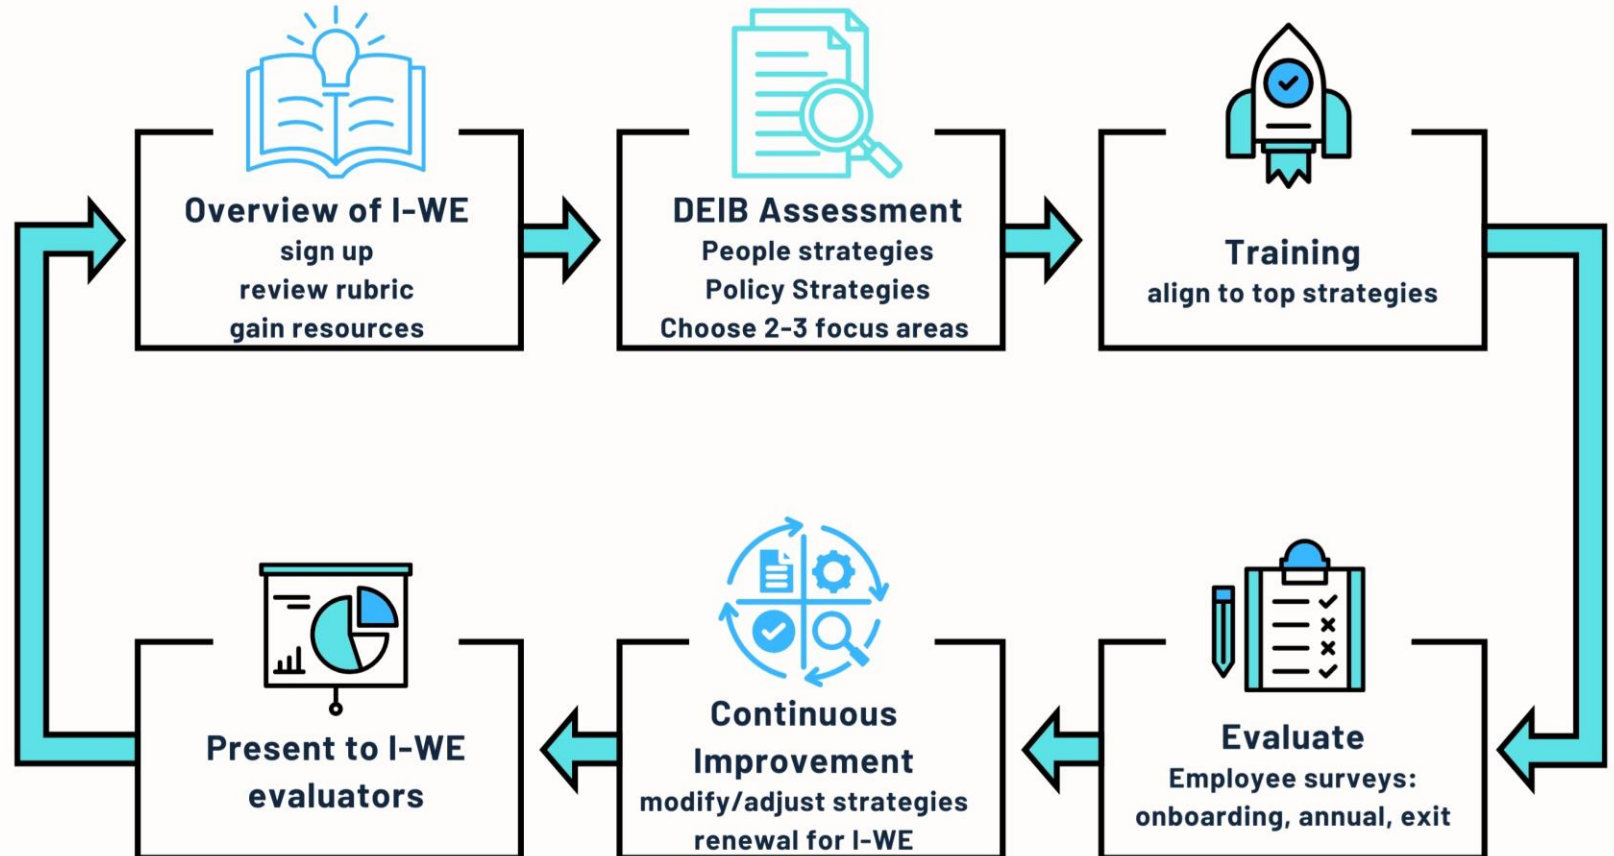 Overview of I-WE
sign up
review rubric
gain resources
DEIB Assessment
People strategies
Policy Strategies
Choose 2-3 focus areas
Training
align to top strategies
Evaluate
Employee surveys:
onboarding, annual, exit
Continuous
Improvement
modify/adjust strategies
renewal for I-WE
Present to I-WE
evaluators